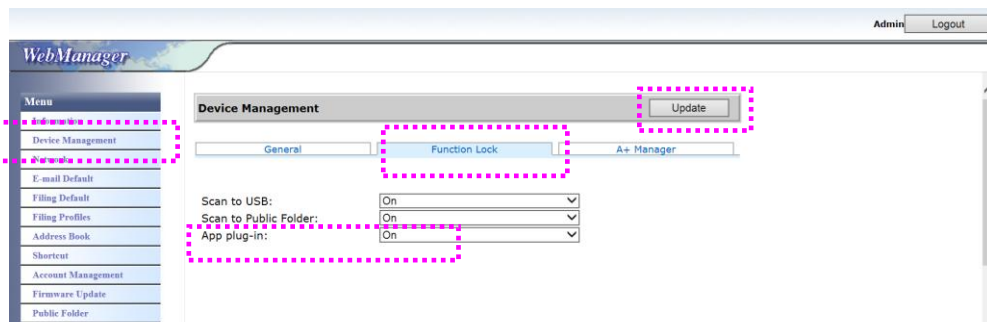 Admin Logout
WebManager
Menu
Information
Device Management
Network
E-mail Default
Filing Default
Filing Profiles
Address Book
Shortcut
Account Management
Firmware Update
Public Folder
Device Management
Update
General Function Lock A+ Manager
Scan to USB: On
Scan to Public Folder: On
App plug-in: On